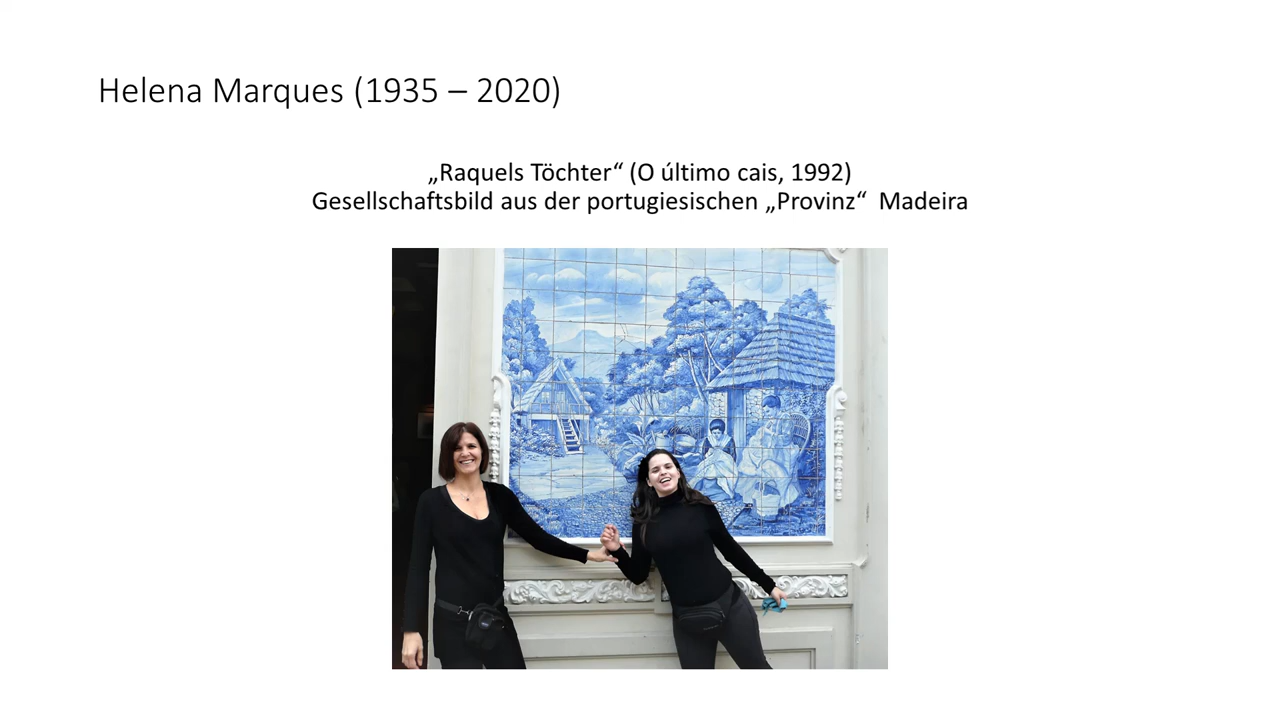 Helena Marques (1935 – 2020)
„Raquels Töchter“ (O último cais, 1992)
Gesellschaftsbild aus der portugiesischen „Provinz“  Madeira